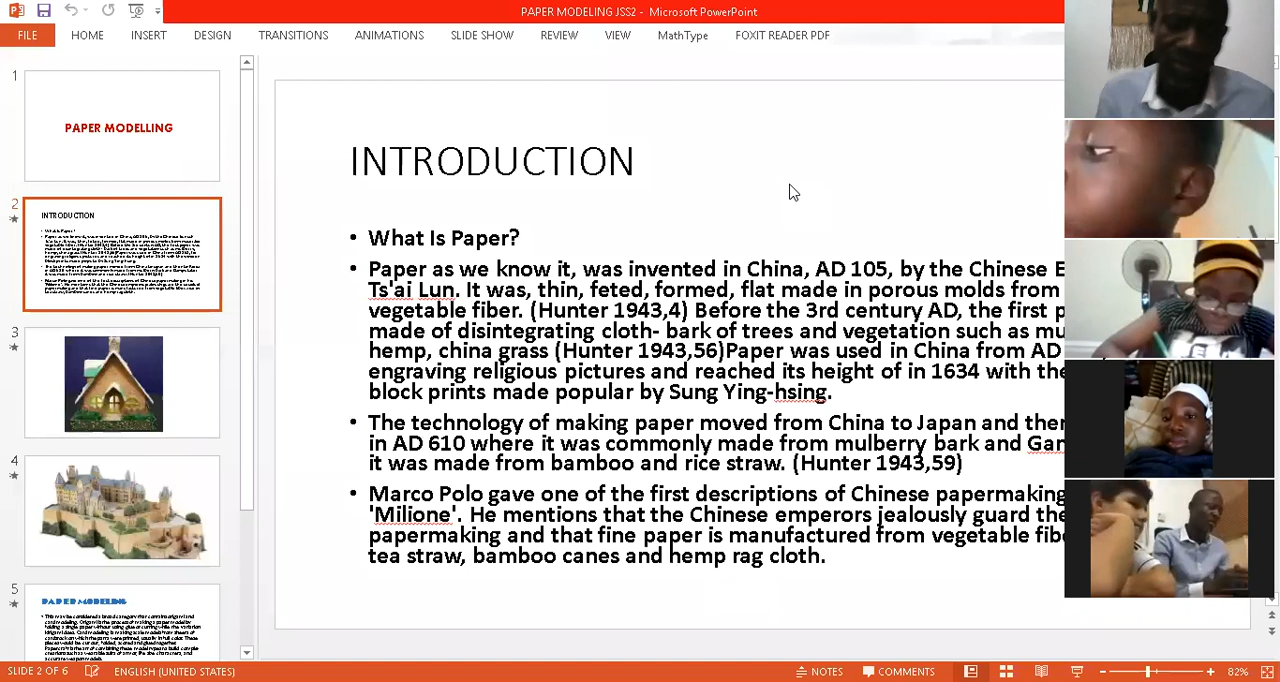 PAPER MODELING JSS2 - Microsoft PowerPoint
FILE
HOME
INSERT
DESIGN
TRANSITIONS
ANIMATIONS
SLIDE SHOW
REVIEW
VIEW
MathType
FOXIT READER PDF
1
PAPER MODELLING
2
INTRODUCTION
3
4
5
PAPER MODELING
INTRODUCTION
• What Is Paper?
• Paper as we know it, was invented in China, AD 105, by the Chinese
Ts'ai Lun. It was, thin, feted, formed, flat made in porous molds from
vegetable fiber. (Hunter 1943,4) Before the 3rd century AD, the first
made of disintegrating cloth- bark of trees and vegetation such as
hemp, china grass (Hunter 1943,56)Paper was used in China from AD
engraving religious pictures and reached its height of in 1634 with the
block prints made popular by Sung Ying-hsing.
• The technology of making paper moved from China to Japan and
in AD 610 where it was commonly made from mulberry bark and
it was made from bamboo and rice straw. (Hunter 1943,59)
• Marco Polo gave one of the first descriptions of Chinese papermaking
'Milione'. He mentions that the Chinese emperors jealously guard
papermaking and that fine paper is manufactured from vegetable
tea straw, bamboo canes and hemp rag cloth.
SLIDE 2 OF 6
ENGLISH (UNITED STATES)
NOTES
COMMENTS
82%